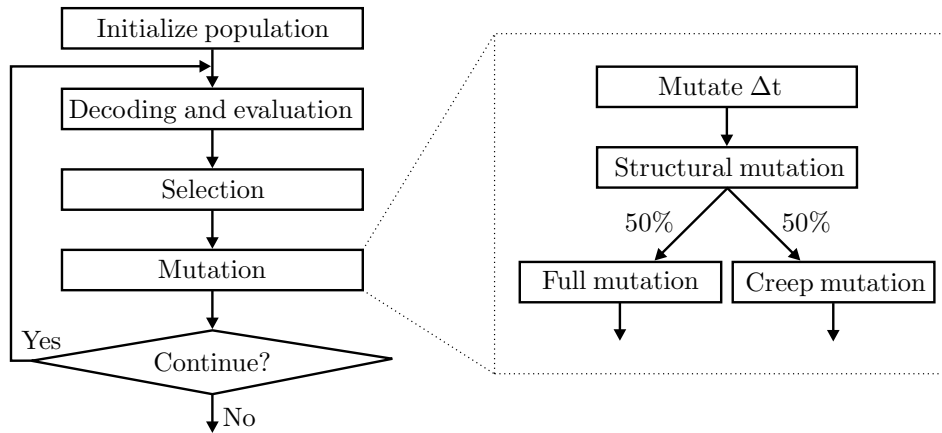 Initialize population
Decoding and evaluation
Selection
Mutation
Yes
Continue?
No
Mutate Δt
Structural mutation
50% 50%
Full mutation
Creep mutation